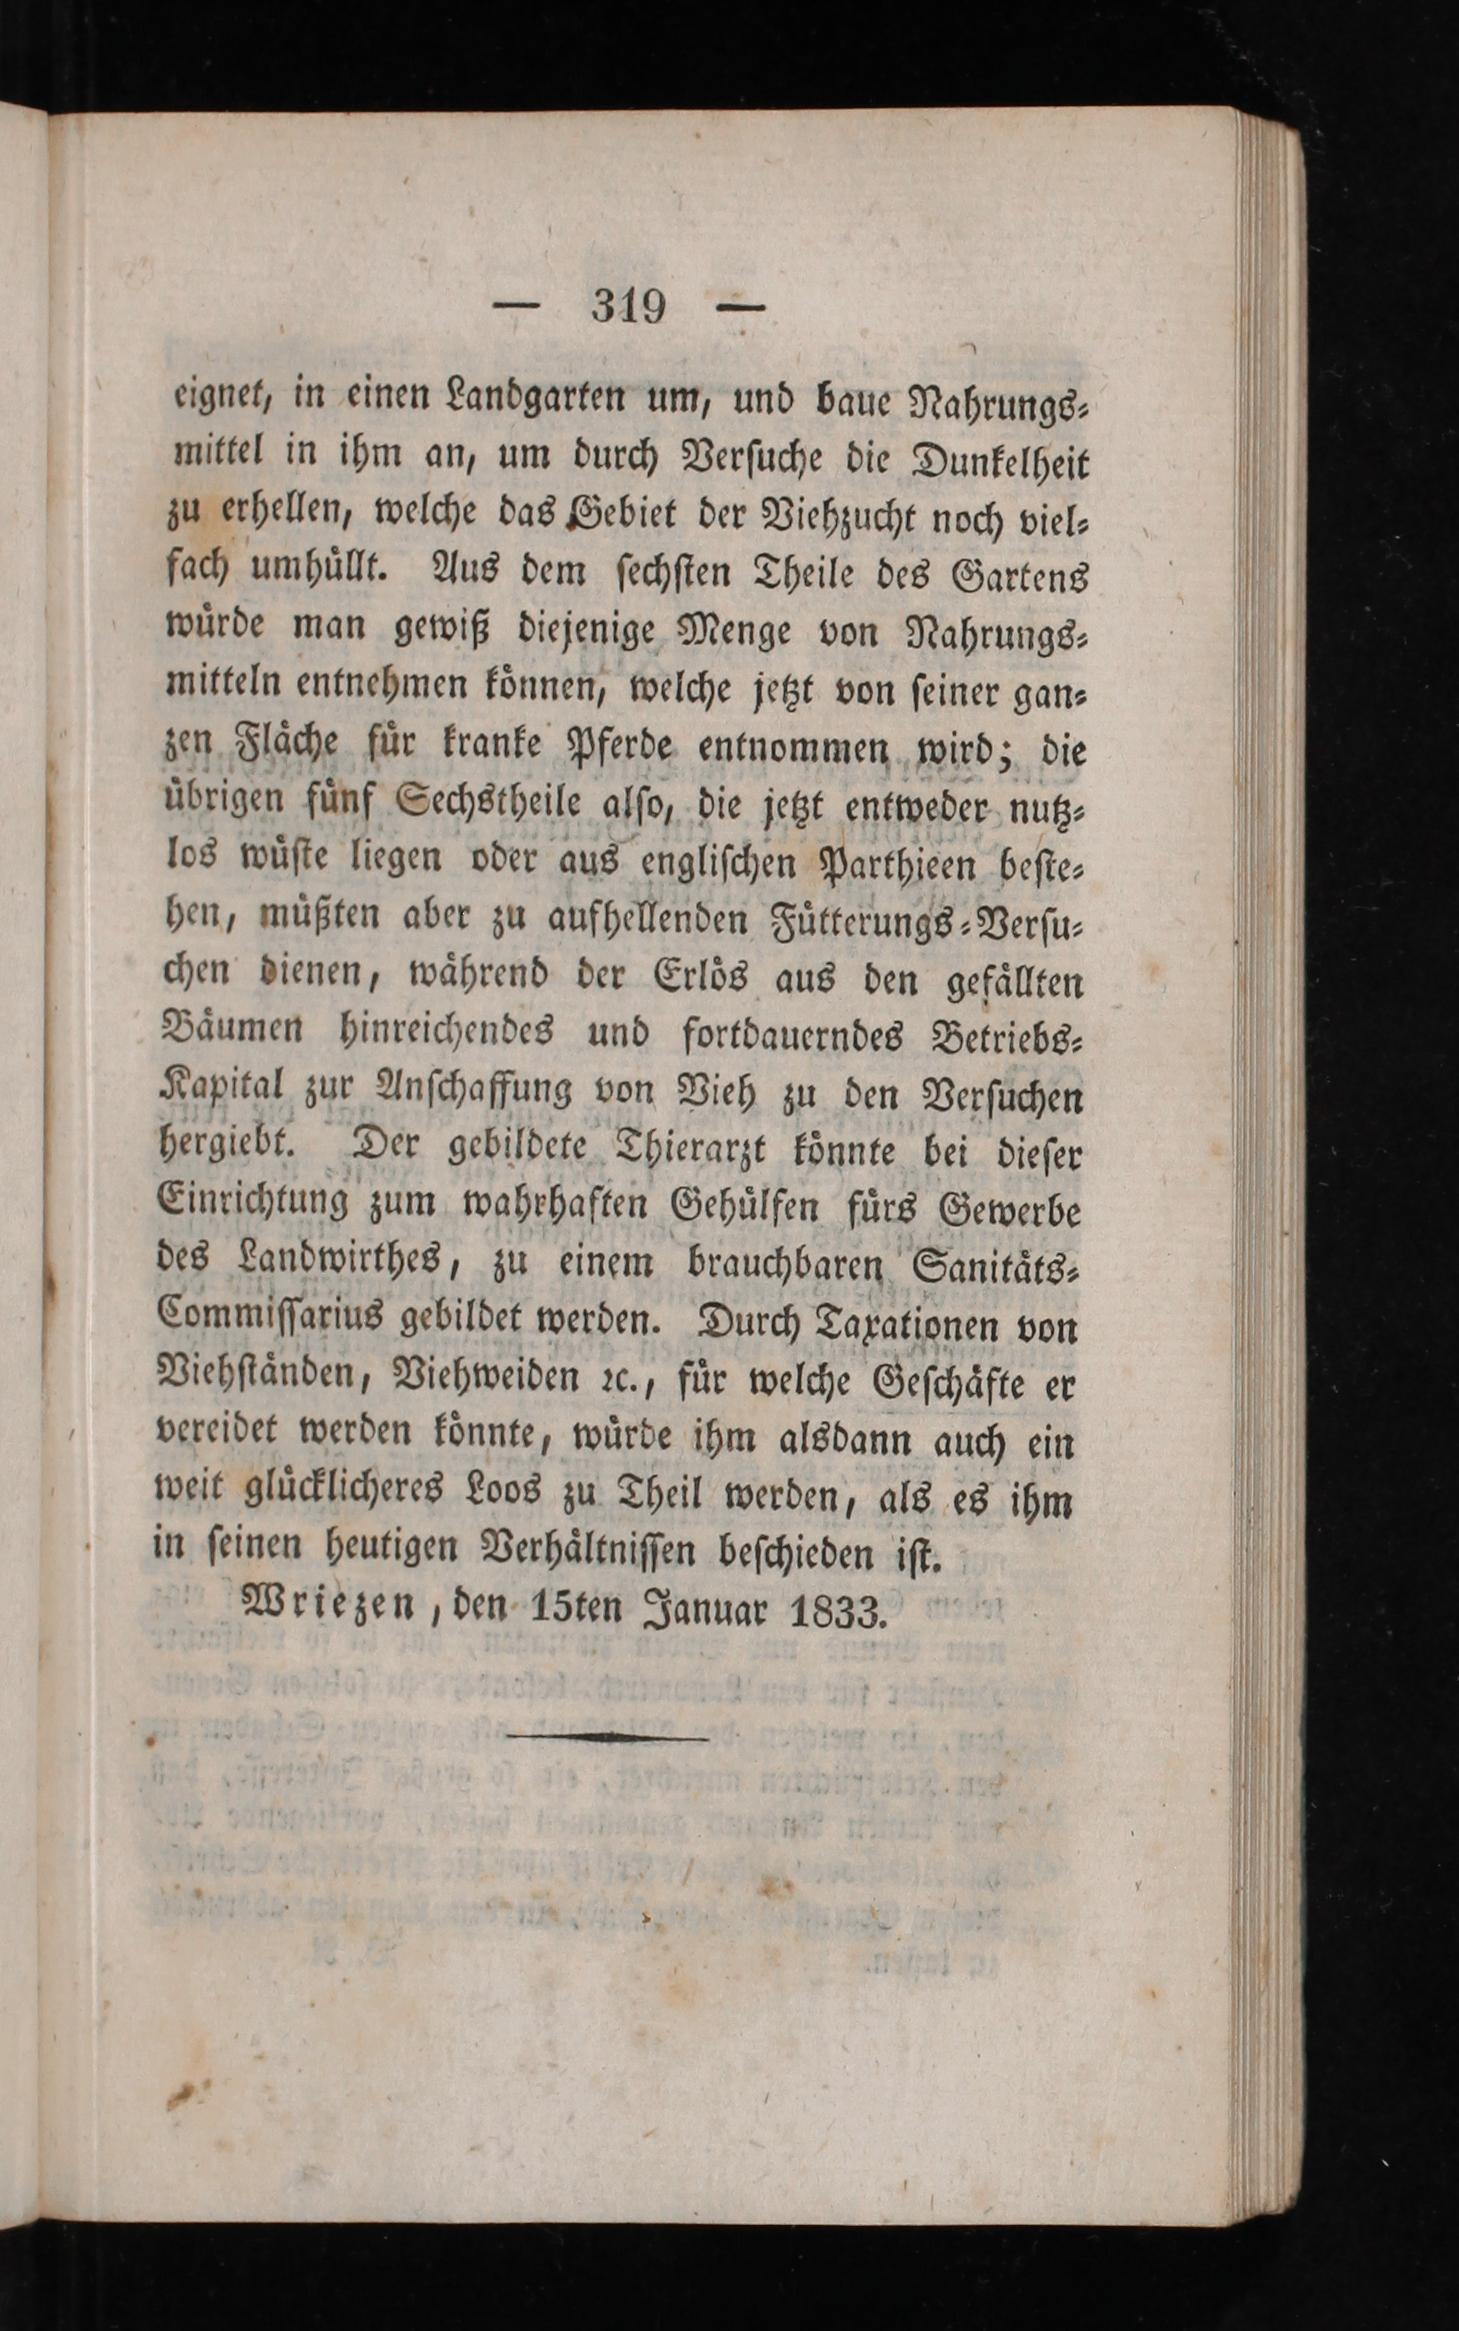 — 319 —
eignet, in einen Landgarten um, und baue Nahrungs-
mittel in ihm an, um durch Verſuche die Dunkelheit
zu erhellen, welche das Gebiet der Viehzucht noch viel-
fach umhüllt. Aus dem ſechſten Theile des Gartens
würde man gewiß diejenige Menge von Nahrungs-
mitteln entnehmen können, welche jetzt von ſeiner gan-
zen Fläche für kranke Pferde entnommen wird; die
übrigen fünf Sechstheile alſo, die jetzt entweder nutz-
los wüſte liegen oder aus engliſchen Parthieen beſte-
hen, müßten aber zu aufhellenden Fütterungs-Verſu-
chen dienen, während der Erlös aus den gefällten
Bäumen hinreichendes und fortdauerndes Betriebs-
Kapital zur Anſchaffung von Vieh zu den Verſuchen
hergiebt. Der gebildete Thierarzt könnte bei dieſer
Einrichtung zum wahrhaften Gehülfen fürs Gewerbe
des Landwirthes, zu einem brauchbaren Sanitäts-
Commiſſarius gebildet werden. Durch Taxationen von
Viehſtänden, Viehweiden ꝛc., für welche Geſchäfte er
vereidet werden könnte, würde ihm alsdann auch ein
weit glücklicheres Loos zu Theil werden, als es ihm
in ſeinen heutigen Verhältniſſen beſchieden iſt.
Wriezen, den 15ten Januar 1833.